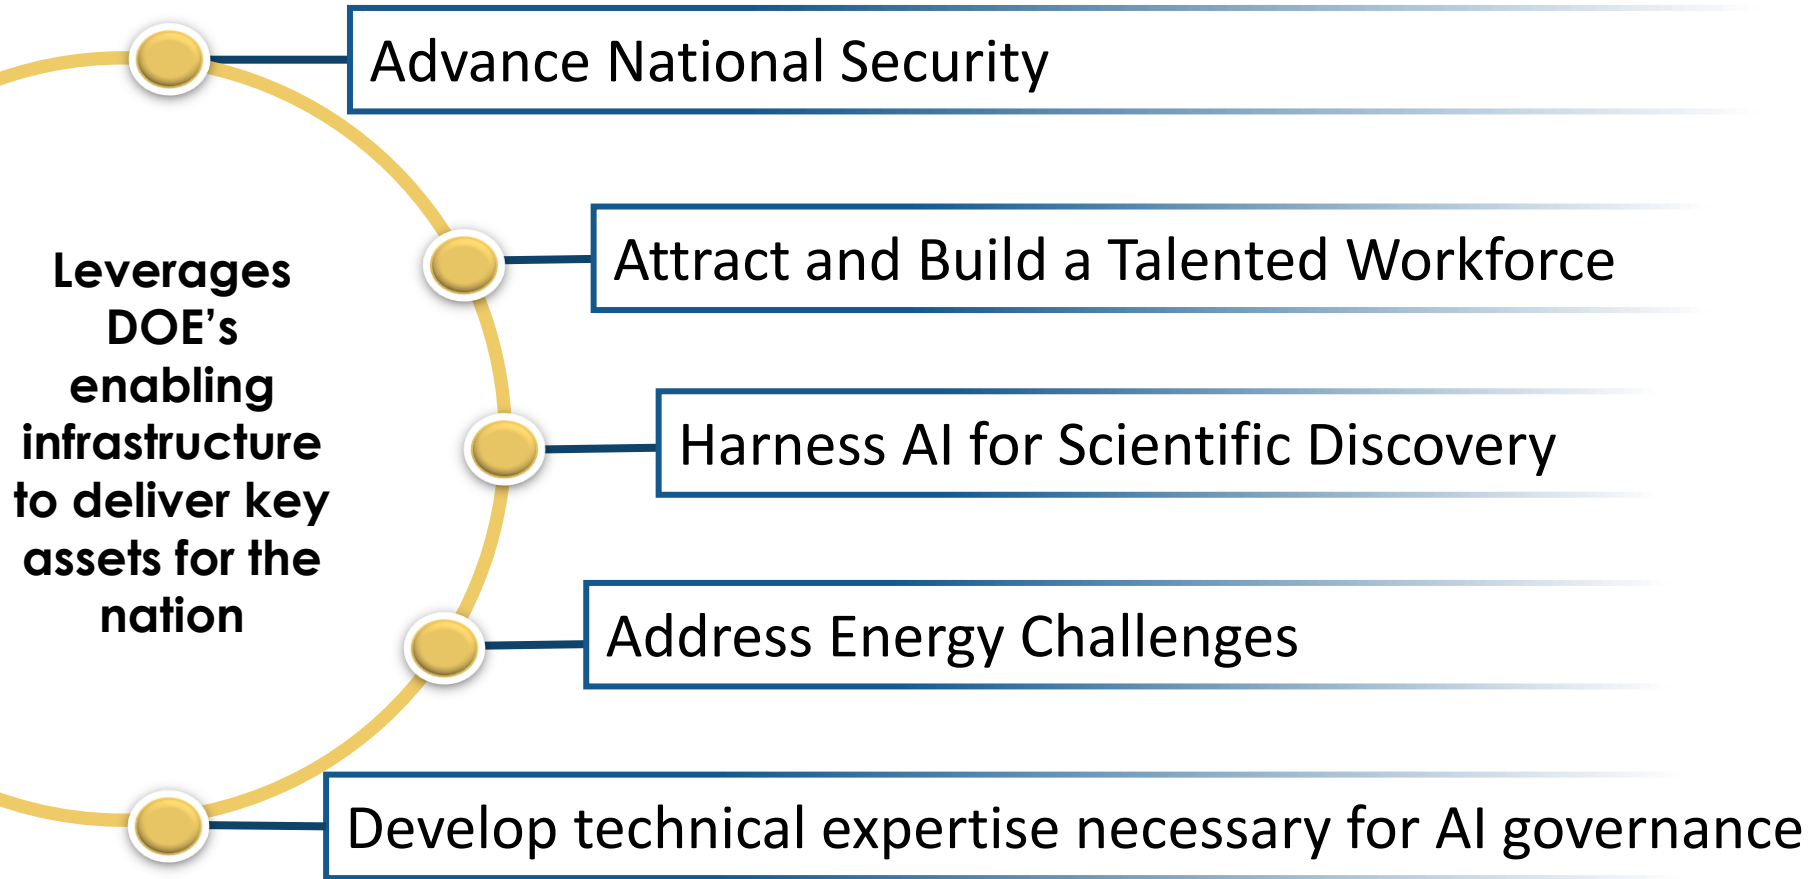 Advance National Security
Attract and Build a Talented Workforce
Harness AI for Scientific Discovery
Address Energy Challenges
Develop technical expertise necessary for AI governance
Leverages
DOE’s
enabling
infrastructure
to deliver key
assets for the
nation